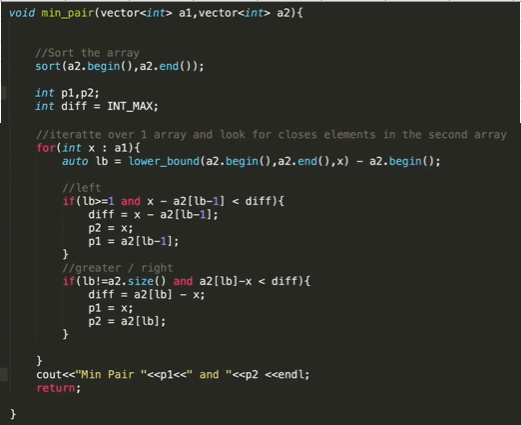 void min_pair(vector<int> a1,vector<int> a2){
//Sort the array
sort(a2.begin(),a2.end());
int p1,p2;
int diff = INT_MAX;
//iteratte over 1 array and look for closes elements in the second array
for(int x : a1){
auto lb = lower_bound(a2.begin(),a2.end(),x) - a2.begin();
//left
if(lb>=1 and x - a2[lb-1] < diff){
diff = x - a2[lb-1];
p2 = x;
p1 = a2[lb-1];
}
//greater / right
if(lb!=a2.size() and a2[lb]-x < diff){
diff = a2[lb] - x;
p1 = x;
p2 = a2[lb];
}
}
cout<<"Min Pair "<<p1<<" and "<<p2 <<endl;
return;
}